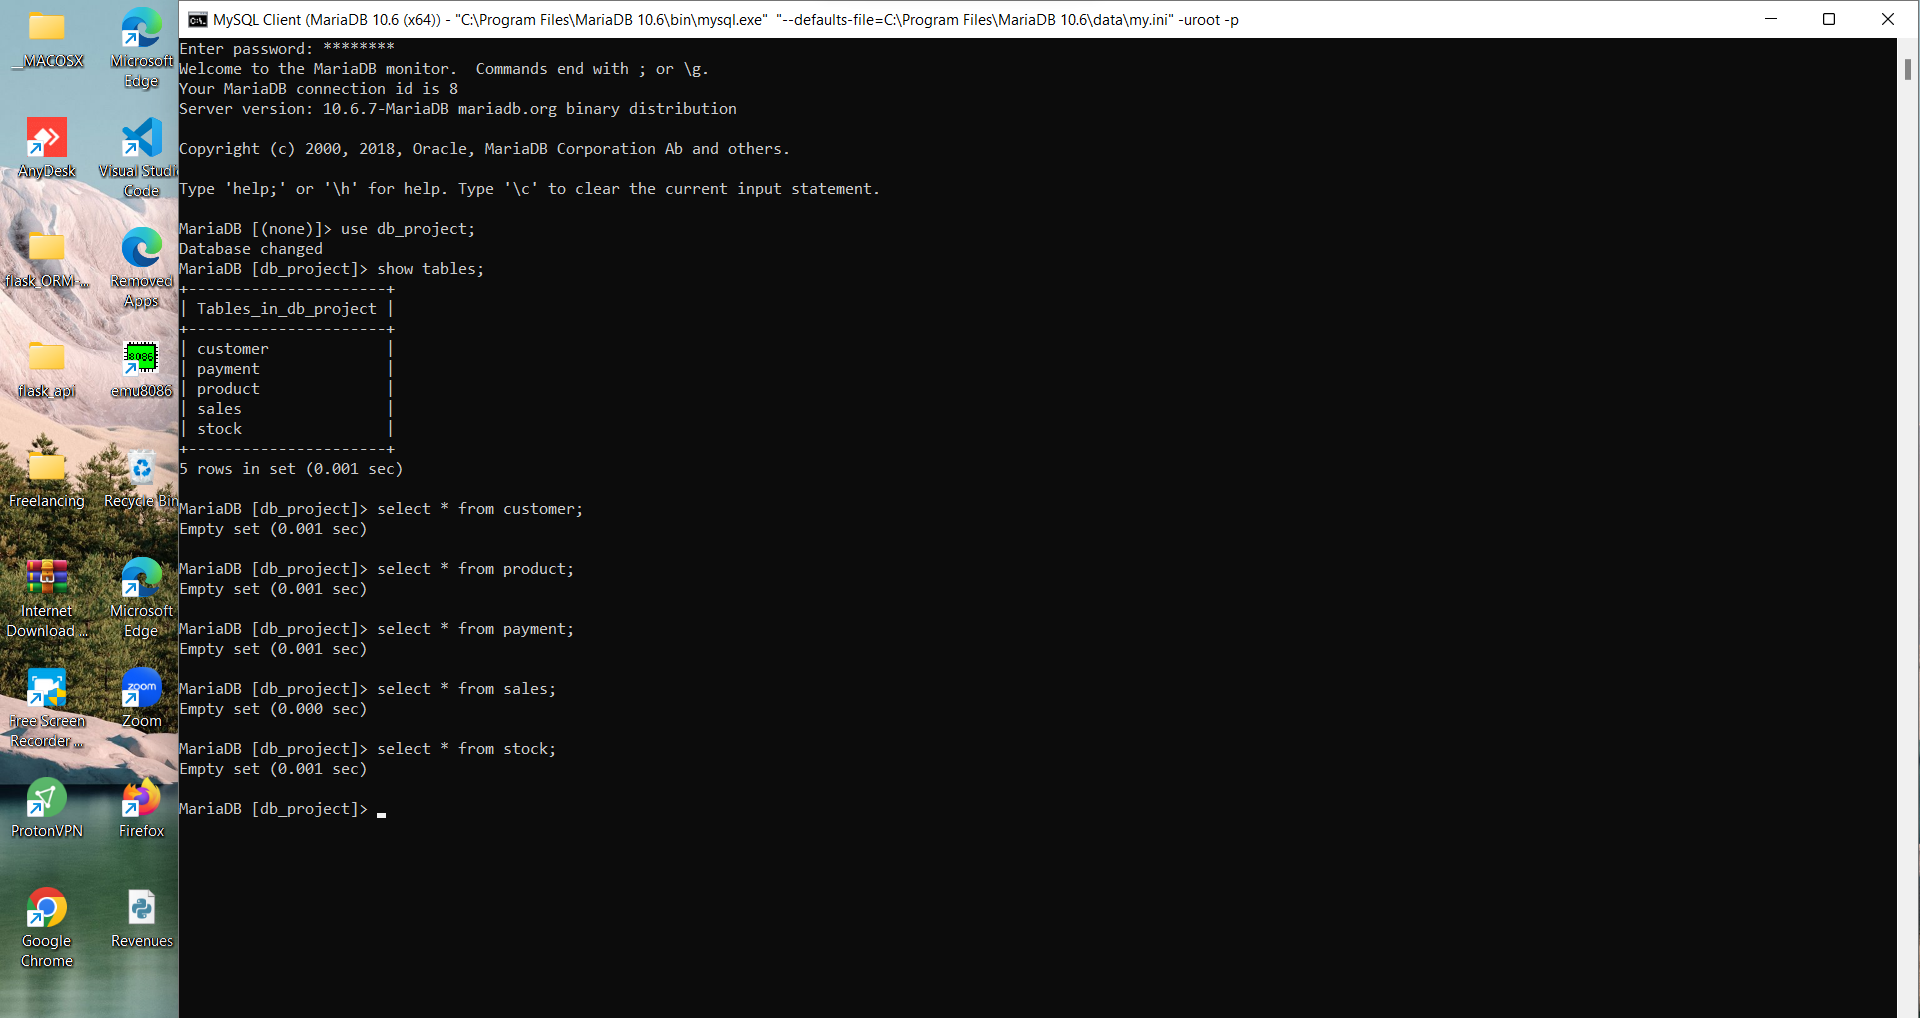 MySQL Client (MariaDB 10.6 (x64)) - "C:\Program Files\MariaDB 10.6\bin\mysql.exe"  "--defaults-file=C:\Program Files\MariaDB 10.6\data\my.ini" -uroot -p
Enter password: ********
Welcome to the MariaDB monitor.  Commands end with ; or \g.
Your MariaDB connection id is 8
Server version: 10.6.7-MariaDB mariadb.org binary distribution
Copyright (c) 2000, 2018, Oracle, MariaDB Corporation Ab and others.
Type 'help;' or '\h' for help. Type '\c' to clear the current input statement.
MariaDB [(none)]> use db_project;
Database changed
MariaDB [db_project]> show tables;
+----------------------+
| Tables_in_db_project |
+----------------------+
| customer             |
| payment              |
| product              |
| sales                |
| stock                |
+----------------------+
5 rows in set (0.001 sec)
MariaDB [db_project]> select * from customer;
Empty set (0.001 sec)
MariaDB [db_project]> select * from product;
Empty set (0.001 sec)
MariaDB [db_project]> select * from payment;
Empty set (0.001 sec)
MariaDB [db_project]> select * from sales;
Empty set (0.000 sec)
MariaDB [db_project]> select * from stock;
Empty set (0.001 sec)
MariaDB [db_project]>
__MACOSX
Microsoft
Edge
AnyDesk
Visual Studi
Code
flask_ORM-...
Removed
Apps
flask_api
8086
emu8086
Freelancing
Recycle Bin
Internet
Download ...
Microsoft
Edge
Free Screen
Recorder ...
zoom
Zoom
ProtonVPN
Firefox
Google
Chrome
Revenues